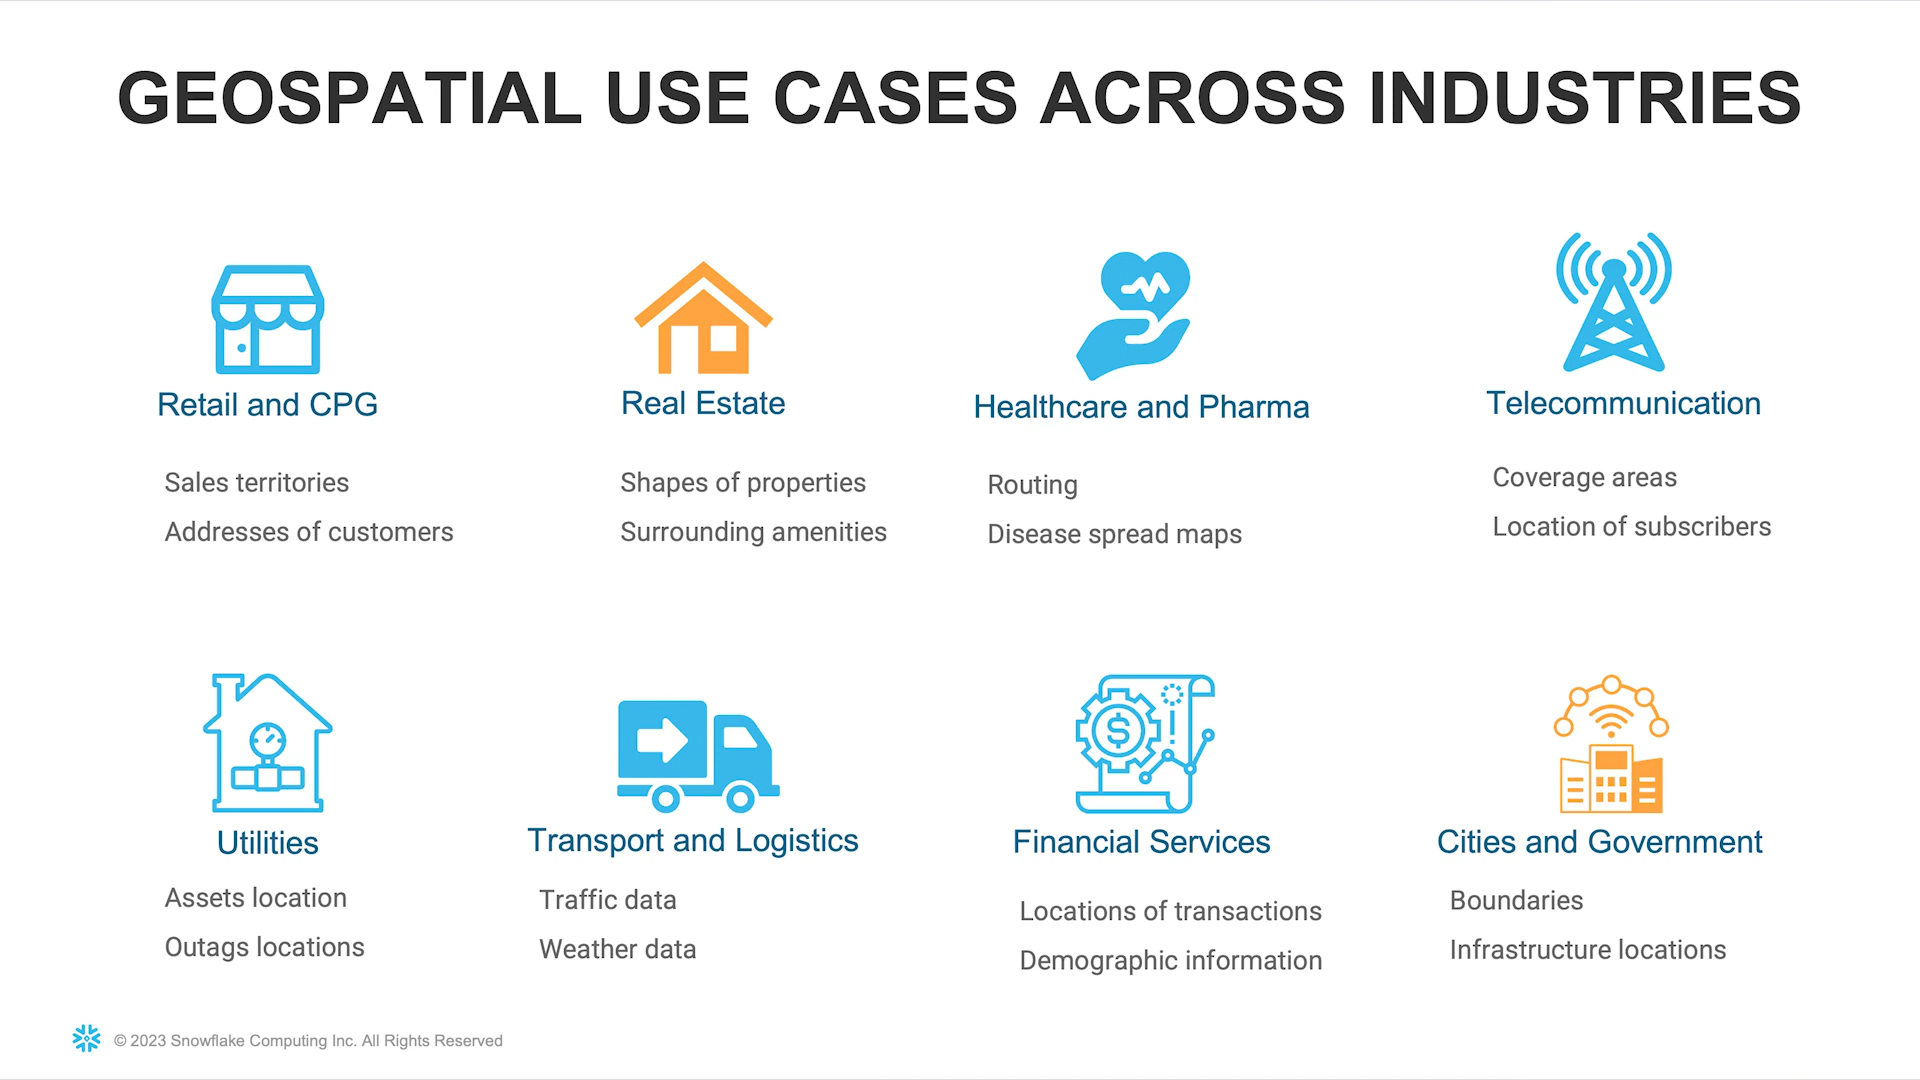 GEOSPATIAL USE CASES ACROSS INDUSTRIES
Retail and CPG
Sales territories
Addresses of customers
Real Estate
Shapes of properties
Surrounding amenities
Healthcare and Pharma
Routing
Disease spread maps
Telecommunication
Coverage areas
Location of subscribers
Utilities
Assets location
Outags locations
Transport and Logistics
Traffic data
Weather data
Financial Services
Locations of transactions
Demographic information
Cities and Government
Boundaries
Infrastructure locations
© 2023 Snowflake Computing Inc. All Rights Reserved